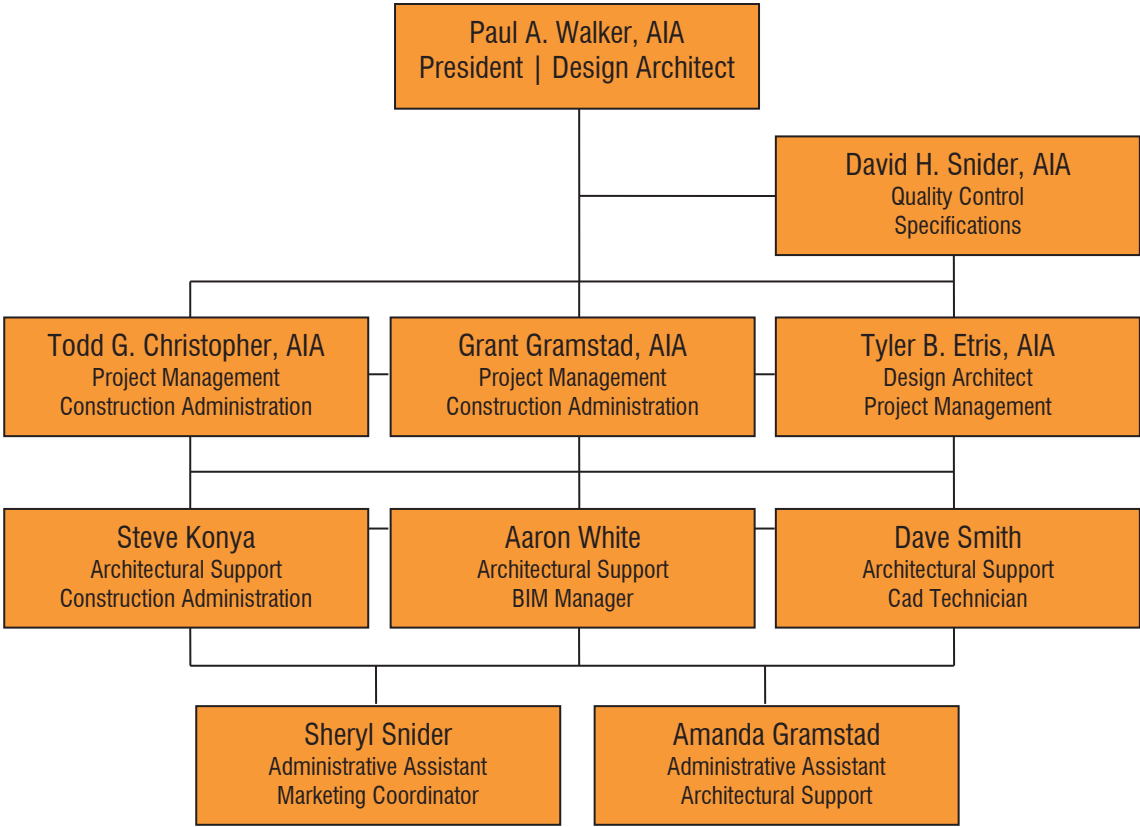 Paul A. Walker, AIA
President | Design Architect
David H. Snider, AIA
Quality Control
Specifications
Todd G. Christopher, AIA
Project Management
Construction Administration
Grant Gramstad, AIA
Project Management
Construction Administration
Tyler B. Etris, AIA
Design Architect
Project Management
Steve Konya
Architectural Support
Construction Administration
Aaron White
Architectural Support
BIM Manager
Dave Smith
Architectural Support
Cad Technician
Sheryl Snider
Administrative Assistant
Marketing Coordinator
Amanda Gramstad
Administrative Assistant
Architectural Support